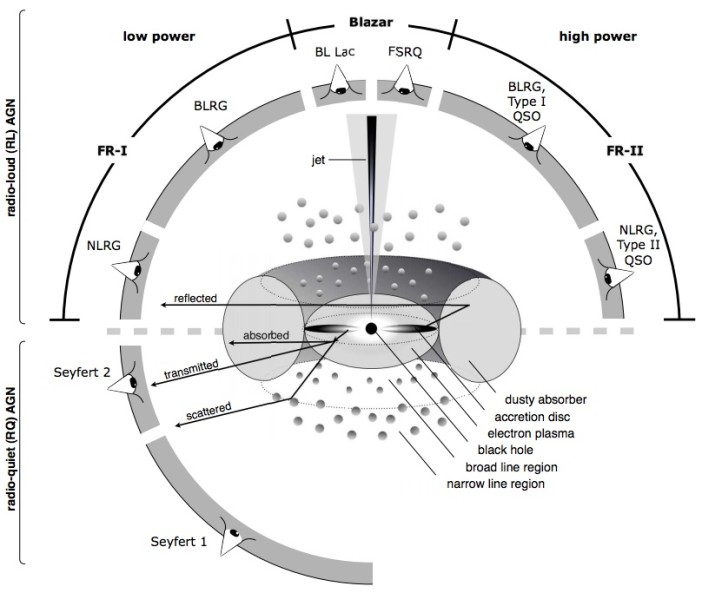 Blazar
low power
high power
BL Lac
FSRQ
BLRG
BLRG,
Type I
QSO
jet
FR-I
FR-II
radio-loud (RL) AGN
NLRG
NLRG,
Type II
QSO
reflected
absorbed
transmitted
scattered
Seyfert 2
dusty absorber
accretion disc
electron plasma
black hole
broad line region
narrow line region
radio-quiet (RQ) AGN
Seyfert 1